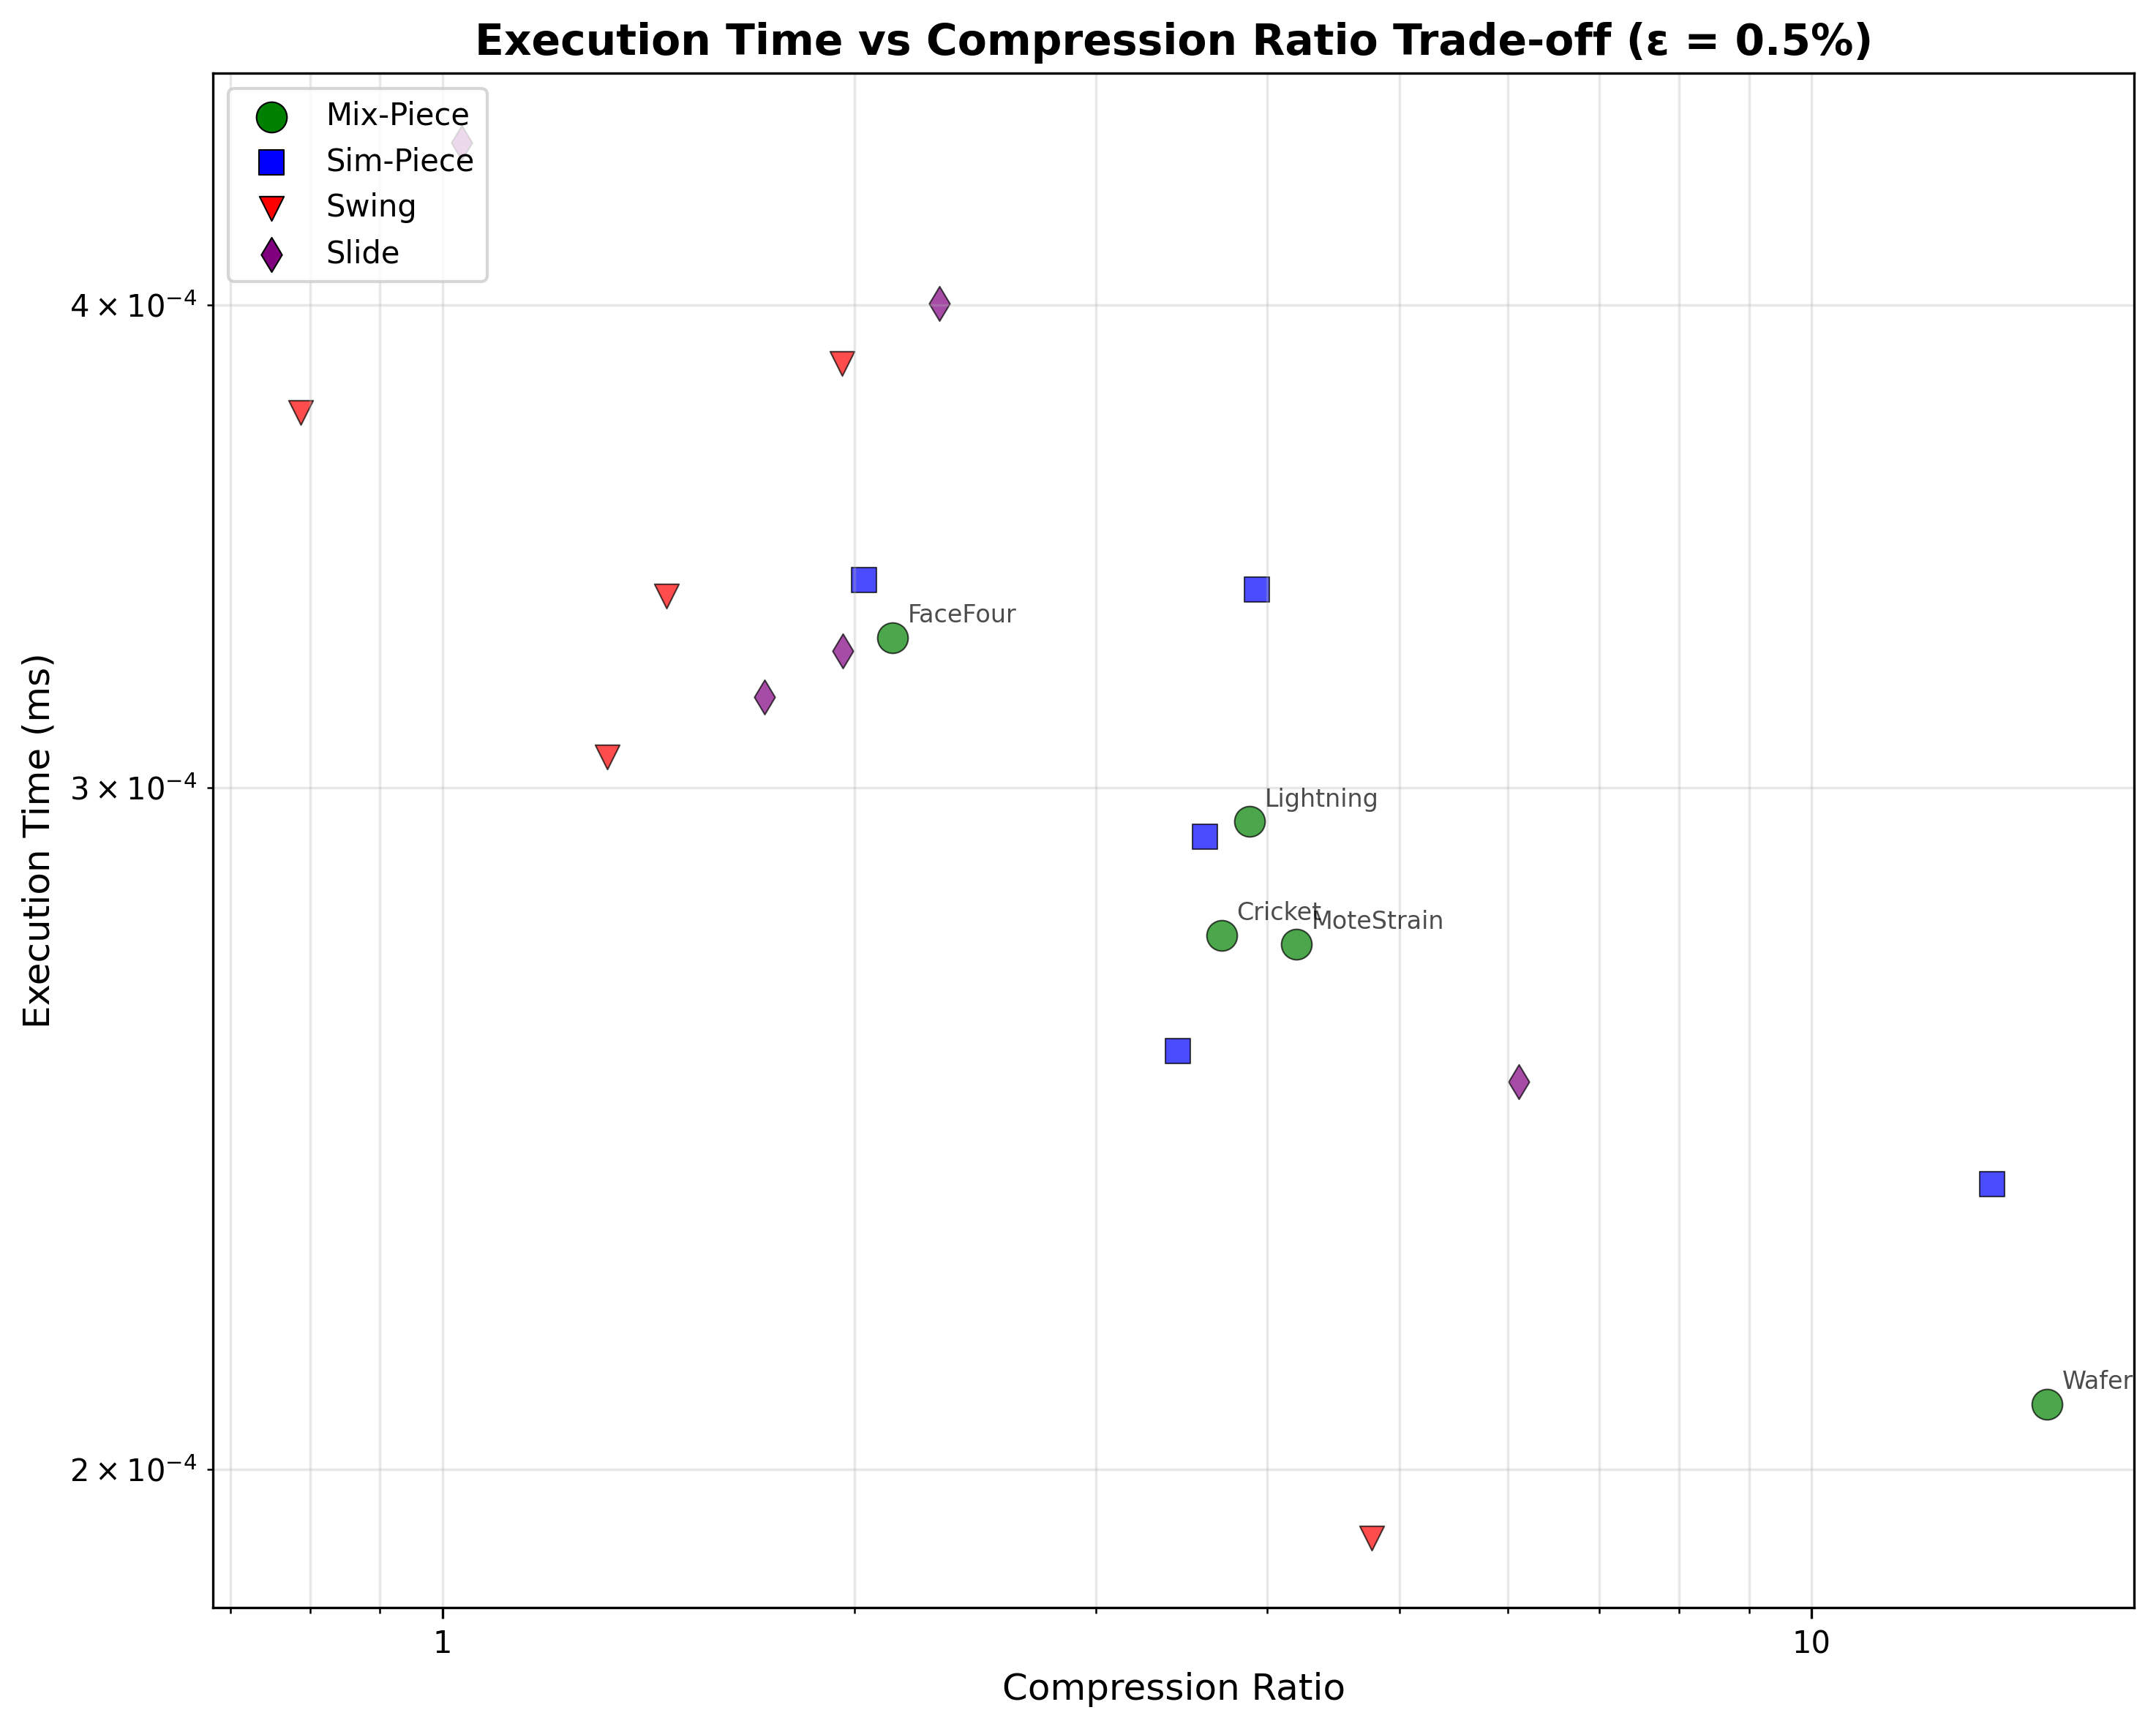 Execution Time vs Compression Ratio Trade-off (ε = 0.5%)
Mix-Piece
Sim-Piece
Swing
Slide
4 × 10⁻⁴
3 × 10⁻⁴
2 × 10⁻⁴
Execution Time (ms)
FaceFour
Lightning
Cricket
MoteStrain
Wafer
1
10
Compression Ratio